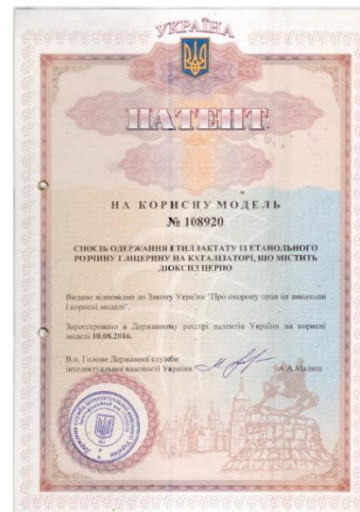 УКРАЇНА
ПАТЕНТ
НА КОРИСНУ МОДЕЛЬ
№ 108920
СПОСІБ ОДЕРЖАННЯ ЕТИЛЛАКТАТУ ІЗ ЕТАНОЛЬНОГО
РОЗЧИНУ ГЛІЦЕРИНУ НА КАТАЛІЗАТОРІ, ЩО МІСТИТЬ
ДІОКСИД ЦЕРІЮ
Видано відповідно до Закону України "Про охорону прав на винаходи
і корисні моделі".
Зареєстровано в Державному реєстрі патентів України на корисні
моделі 10.08.2016.
В.о. Голови Державної служби
інтелектуальної власності України
А.А.Малиш